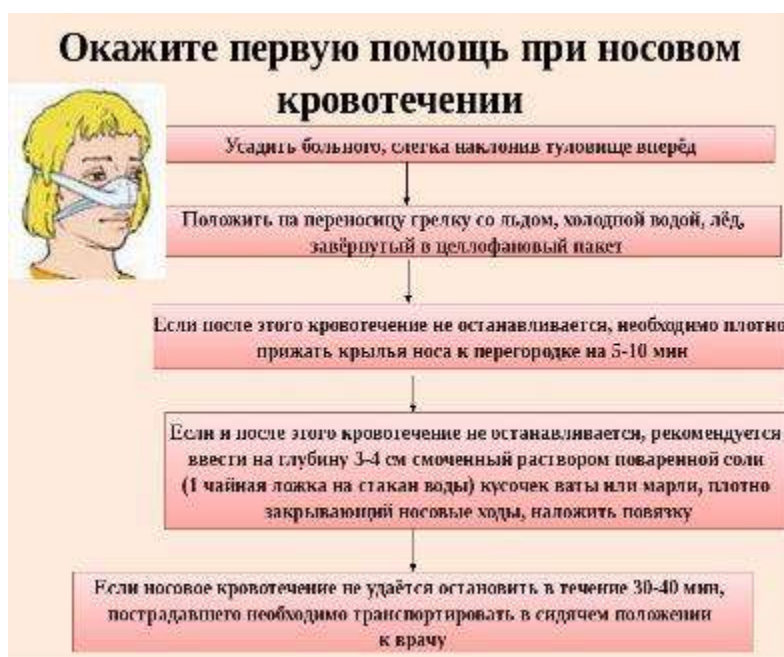 Окажите первую помощь при носовом
кровотечении
Усадить больного, слегка наклонив туловище вперёд
Положить на переносицу грелку со льдом, холодной водой, лёд,
завёрнутый в целлофановый пакет
Если после этого кровотечение не останавливается, необходимо плотно
прижать крылья носа к перегородке на 5-10 мин
Если и после этого кровотечение не останавливается, рекомендуется
ввести на глубину 3-4 см смоченный раствором поваренной соли
(1 чайная ложка на стакан воды) кусочек ваты или марли, плотно
закрывающий носовые ходы, наложить повязку
Если носовое кровотечение не удаётся остановить в течение 30-40 мин,
пострадавшего необходимо транспортировать в сидячем положении
к врачу